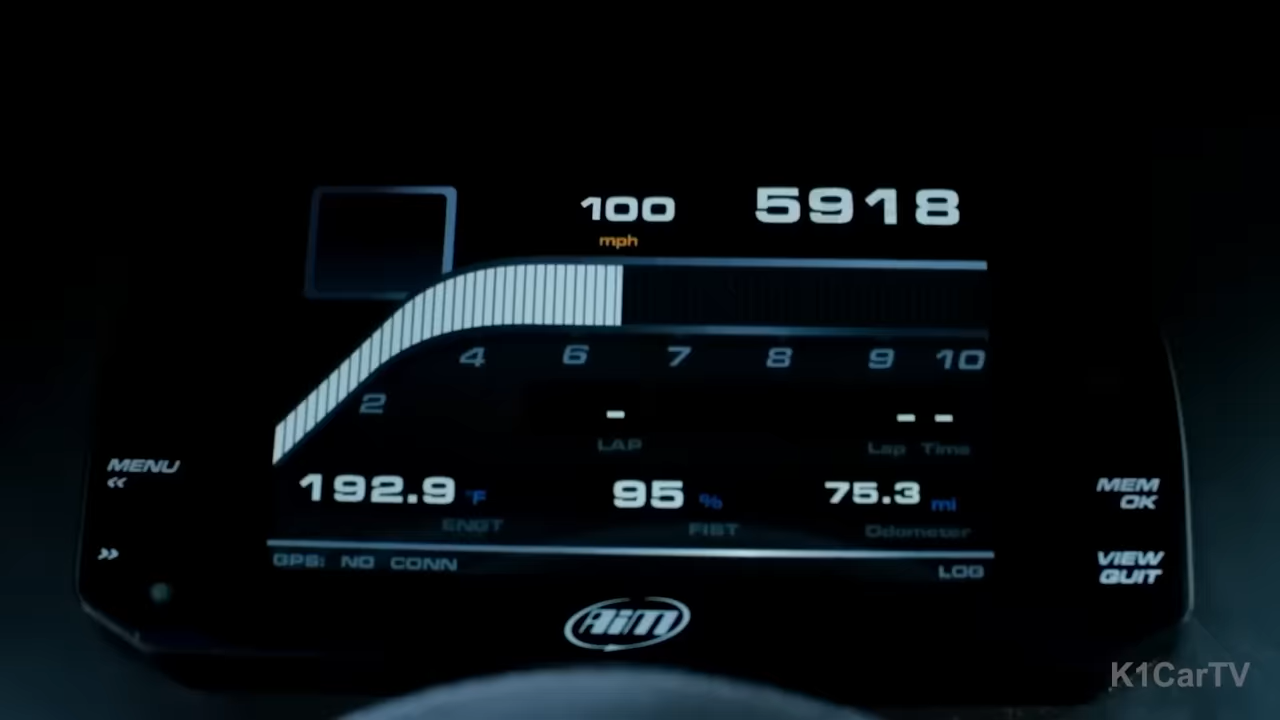 100
5918
mph
4 6 7 8 9 10
2
-
- -
LAP
Lap Time
MENU
<<
192.9 °F
95 %
75.3 mi
MEM
OK
ENGT
FIST
Odometer
>>
GPS: NO CONN
LOG
VIEW
QUIT
AiM
K1CarTV